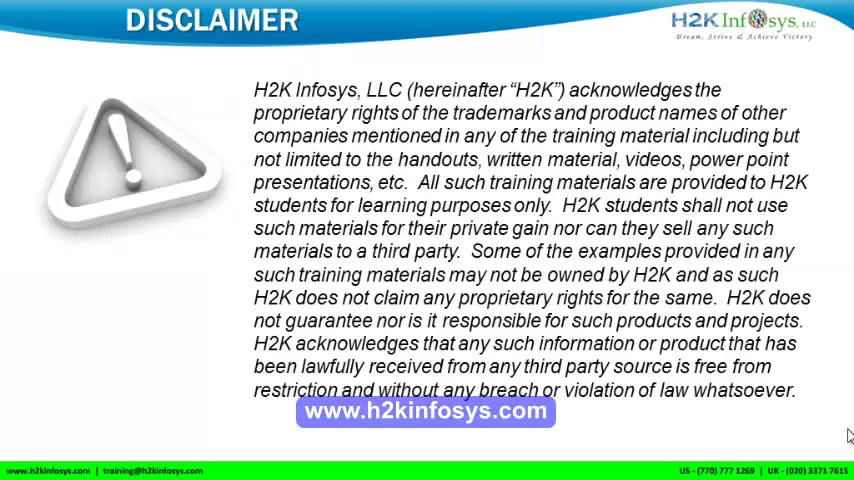 DISCLAIMER
H2K Infosys, LLC
Dream, Strive & Achieve Victory
H2K Infosys, LLC (hereinafter “H2K”) acknowledges the
proprietary rights of the trademarks and product names of other
companies mentioned in any of the training material including but
not limited to the handouts, written material, videos, power point
presentations, etc. All such training materials are provided to H2K
students for learning purposes only. H2K students shall not use
such materials for their private gain nor can they sell any such
materials to a third party. Some of the examples provided in any
such training materials may not be owned by H2K and as such
H2K does not claim any proprietary rights for the same. H2K does
not guarantee nor is it responsible for such products and projects.
H2K acknowledges that any such information or product that has
been lawfully received from any third party source is free from
restriction and without any breach or violation of law whatsoever.
www.h2kinfosys.com
www.h2kinfosys.com | training@h2kinfosys.com
US - (770) 777 1269 | UK - (020) 3371 7615